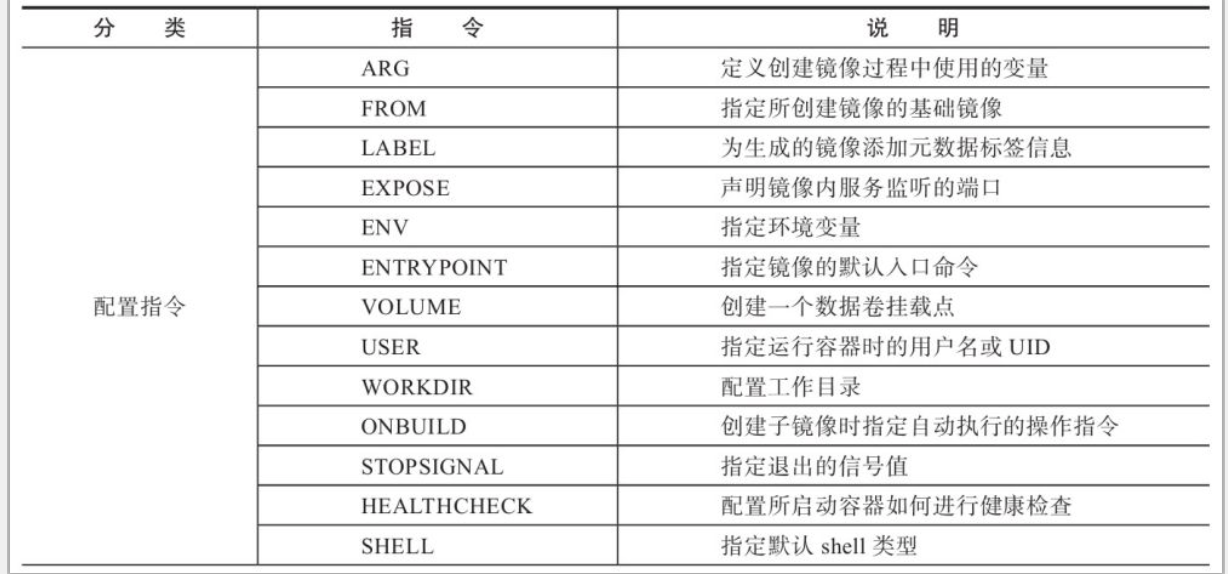 分 类 指 令 说 明
ARG 定义创建镜像过程中使用的变量
FROM 指定所创建镜像的基础镜像
LABEL 为生成的镜像添加元数据标签信息
EXPOSE 声明镜像内服务监听的端口
ENV 指定环境变量
ENTRYPOINT 指定镜像的默认入口命令
配置指令 VOLUME 创建一个数据卷挂载点
USER 指定运行容器时的用户名或 UID
WORKDIR 配置工作目录
ONBUILD 创建子镜像时指定自动执行的操作指令
STOPSIGNAL 指定退出的信号值
HEALTHCHECK 配置所启动容器如何进行健康检查
SHELL 指定默认 shell 类型